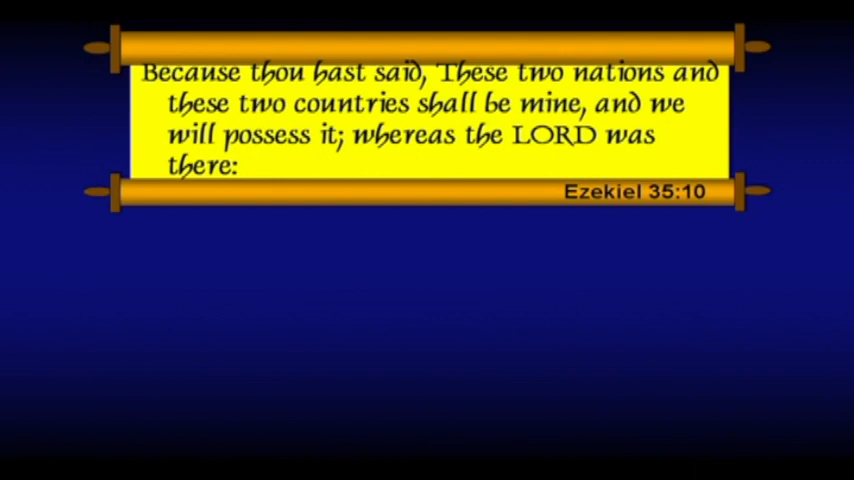 Because thou hast said, These two nations and
these two countries shall be mine, and we
will possess it; whereas the LORD was
there:
Ezekiel 35:10